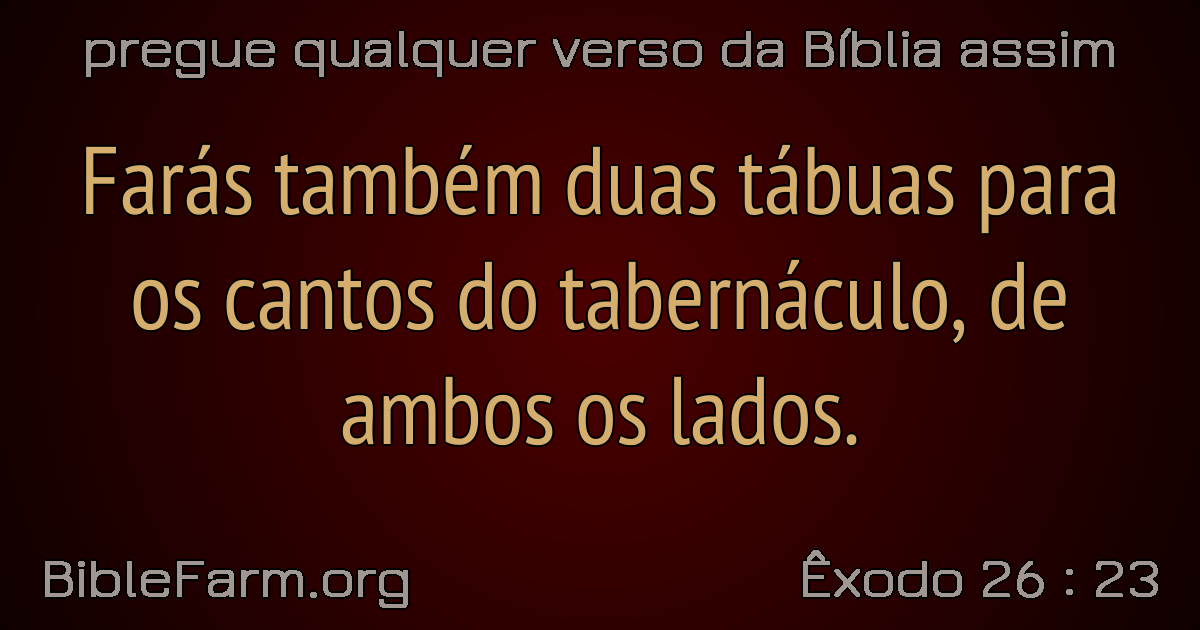 pregue qualquer verso da Bíblia assim
Farás também duas tábuas para
os cantos do tabernáculo, de
ambos os lados.
BibleFarm.org
Êxodo 26 : 23